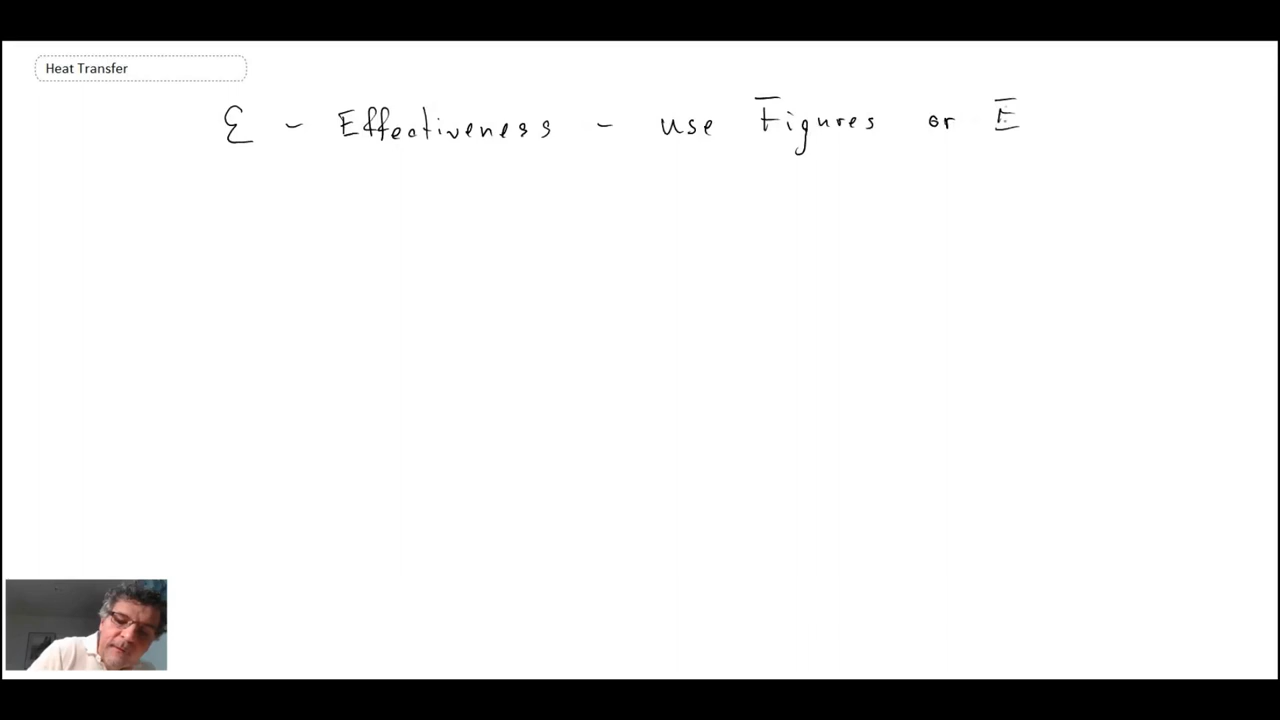 Heat Transfer
ε - Effectiveness - use Figures or E